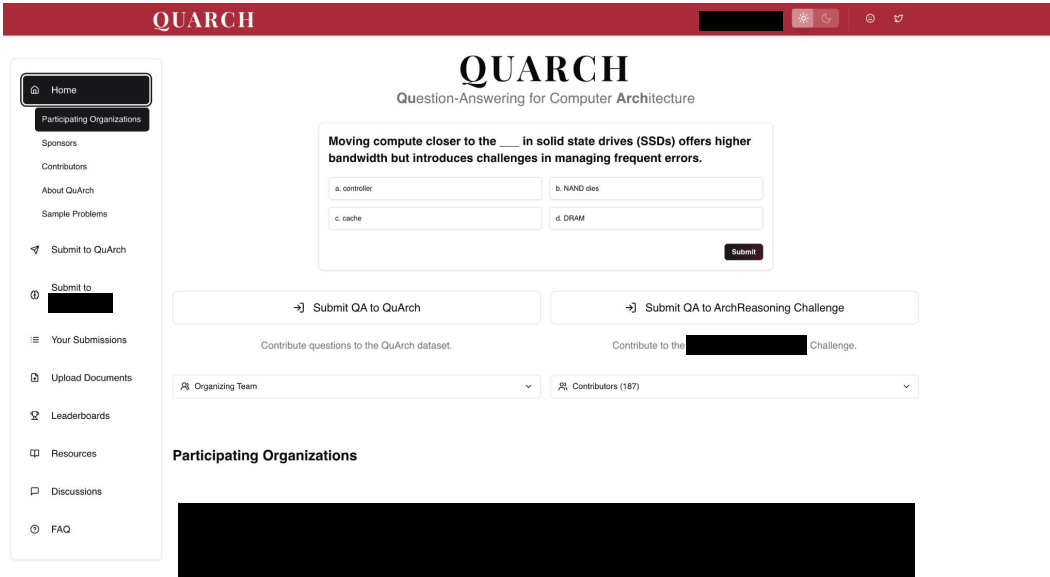 QUARCH
Home
Participating Organizations
Sponsors
Contributors
About QuArch
Sample Problems
Submit to QuArch
Submit to
Your Submissions
Upload Documents
Leaderboards
Resources
Discussions
FAQ
QUARCH
Question-Answering for Computer Architecture
Moving compute closer to the ___ in solid state drives (SSDs) offers higher
bandwidth but introduces challenges in managing frequent errors.
a. controller
b. NAND dies
c. cache
d. DRAM
Submit
Submit QA to QuArch
Submit QA to ArchReasoning Challenge
Contribute questions to the QuArch dataset.
Contribute to the Challenge.
Organizing Team
Contributors (187)
Participating Organizations